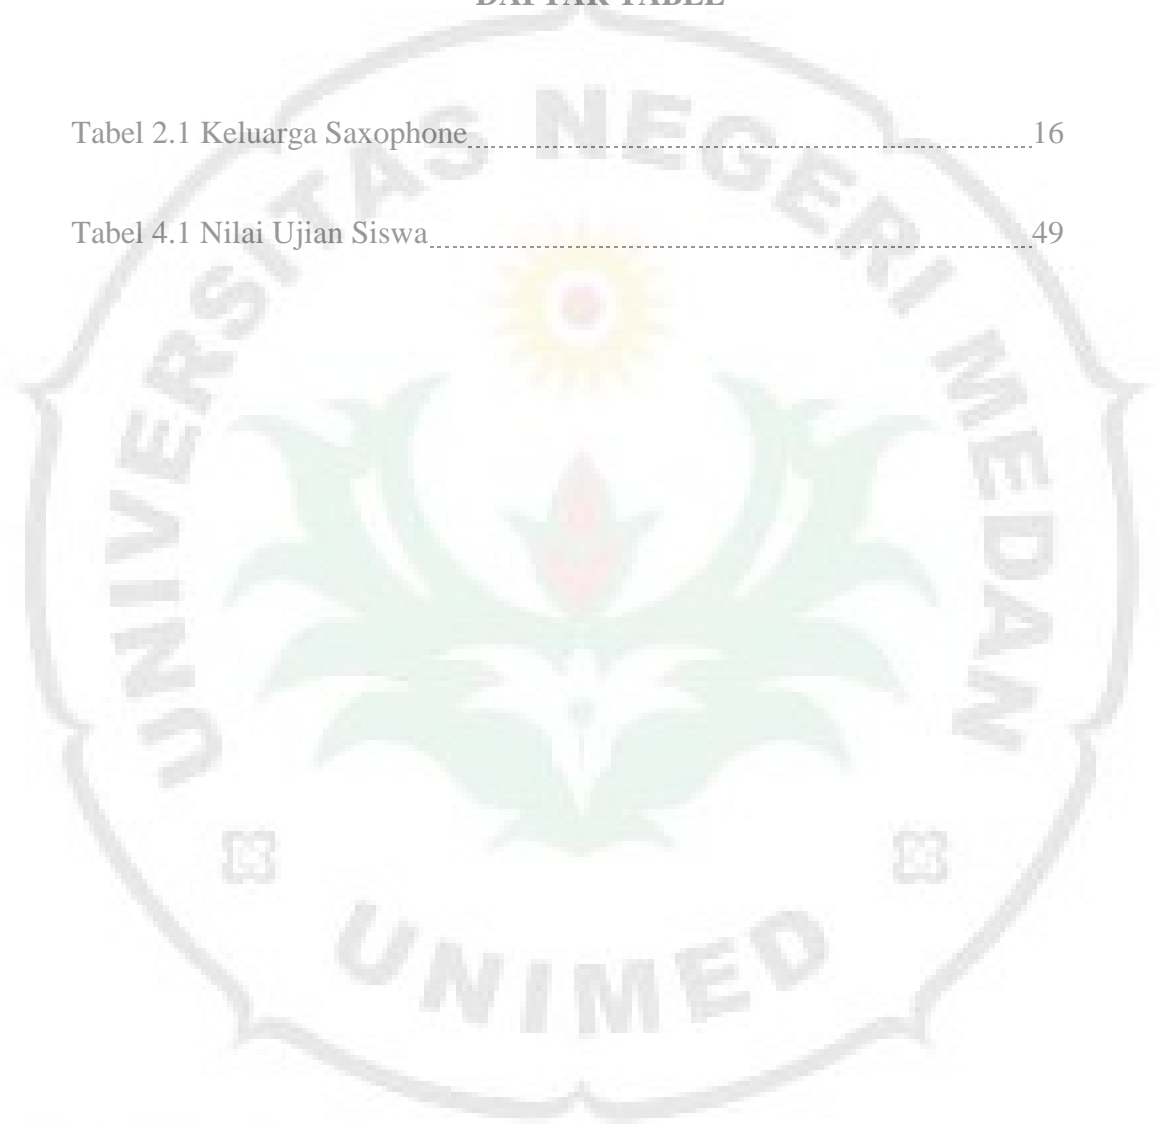 DAFTAR TABEL
Tabel 2.1 Keluarga Saxophone 16
Tabel 4.1 Nilai Ujian Siswa 49
UNIVERSITAS NEGERI MEDAN
UNIMED